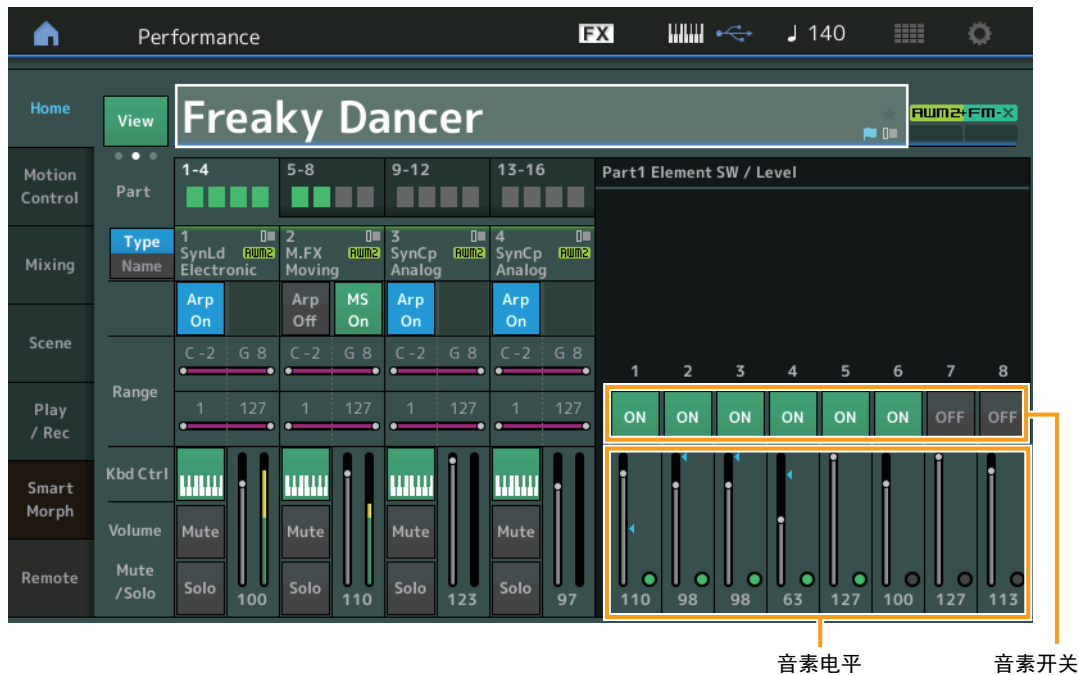 Performance FX 140
Home View Freaky Dancer AWM2+FM-X
Motion Control
Part 1-4 5-8 9-12 13-16 Part1 Element SW / Level
Type Name
1 SynLd AWM2 Electronic
2 M.FX AWM2 Moving
3 SynCp AWM2 Analog
4 SynCp AWM2 Analog
Mixing
Arp On Arp Off MS On Arp On Arp On
Scene
C -2 G 8 C -2 G 8 C -2 G 8 C -2 G 8
1 2 3 4 5 6 7 8
Range
Play / Rec
1 127 1 127 1 127 1 127
ON ON ON ON ON ON OFF OFF
Kbd Ctrl
Smart Morph
Volume Mute Mute Mute Mute
Remote
Mute /Solo Solo 100 Solo 110 Solo 123 Solo 97
110 98 98 63 127 100 127 113
音素电平 音素开关